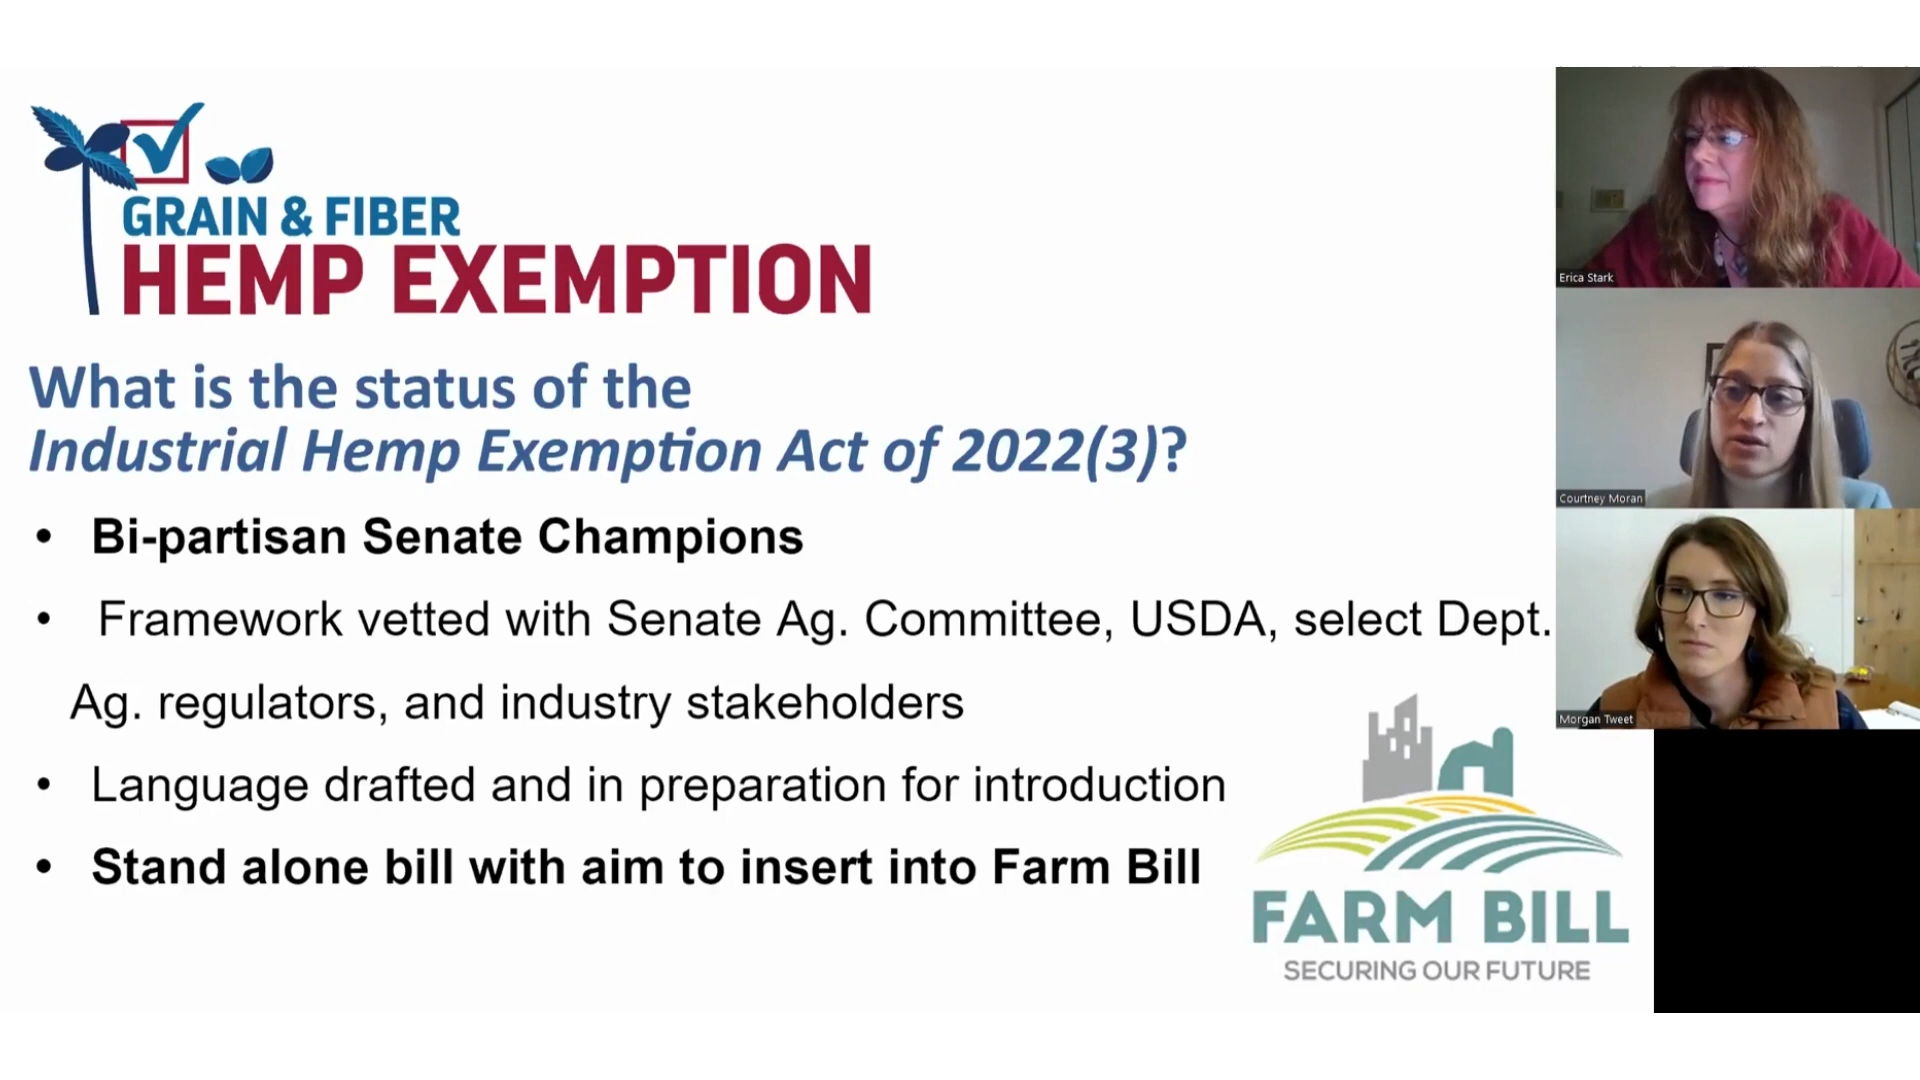 GRAIN & FIBER
HEMP EXEMPTION
What is the status of the
Industrial Hemp Exemption Act of 2022(3)?
• Bi-partisan Senate Champions
• Framework vetted with Senate Ag. Committee, USDA, select Dept.
Ag. regulators, and industry stakeholders
• Language drafted and in preparation for introduction
• Stand alone bill with aim to insert into Farm Bill
FARM BILL
SECURING OUR FUTURE
Erica Stark
Courtney Moran
Morgan Tweet